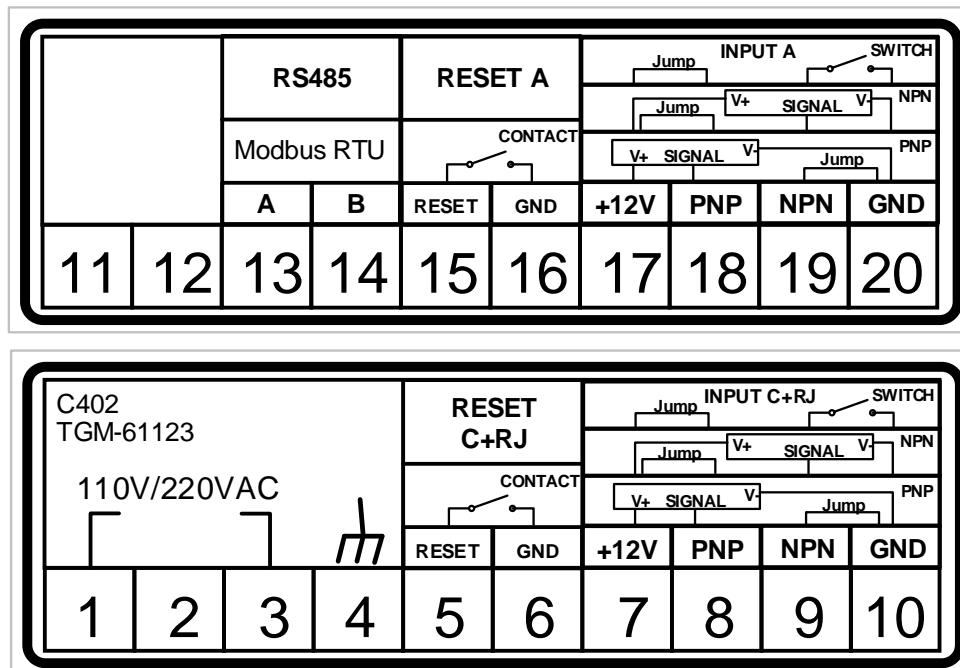 INPUT A
SWITCH
Jump
RS485
RESET A
V+ SIGNAL V- NPN
Jump
Modbus RTU
CONTACT
V+ SIGNAL V- PNP
Jump
A B RESET GND +12V PNP NPN GND
11 12 13 14 15 16 17 18 19 20
C402
TGM-61123
110V/220VAC
RESET
C+RJ
INPUT C+RJ
SWITCH
Jump
V+ SIGNAL V- NPN
Jump
CONTACT
V+ SIGNAL V- PNP
Jump
RESET GND +12V PNP NPN GND
1 2 3 4 5 6 7 8 9 10